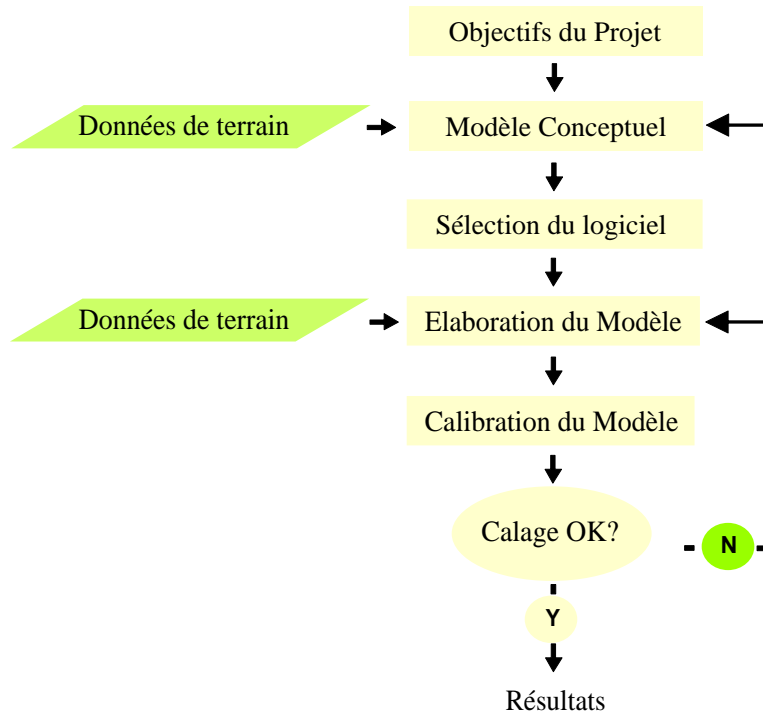 Objectifs du Projet
Données de terrain
Modèle Conceptuel
Sélection du logiciel
Données de terrain
Elaboration du Modèle
Calibration du Modèle
Calage OK?
N
Y
Résultats